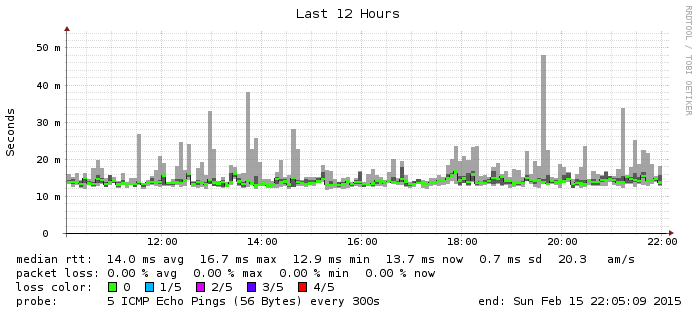 Last 12 Hours
RRDTOOL / TOBI OETIKER
Seconds
50 m
40 m
30 m
20 m
10 m
0
12:00 14:00 16:00 18:00 20:00 22:00
median rtt: 14.0 ms avg 16.7 ms max 12.9 ms min 13.7 ms now 0.7 ms sd 20.3 am/s
packet loss: 0.00 % avg 0.00 % max 0.00 % min 0.00 % now
loss color: 0 1/5 2/5 3/5 4/5
probe: 5 ICMP Echo Pings (56 Bytes) every 300s end: Sun Feb 15 22:05:09 2015